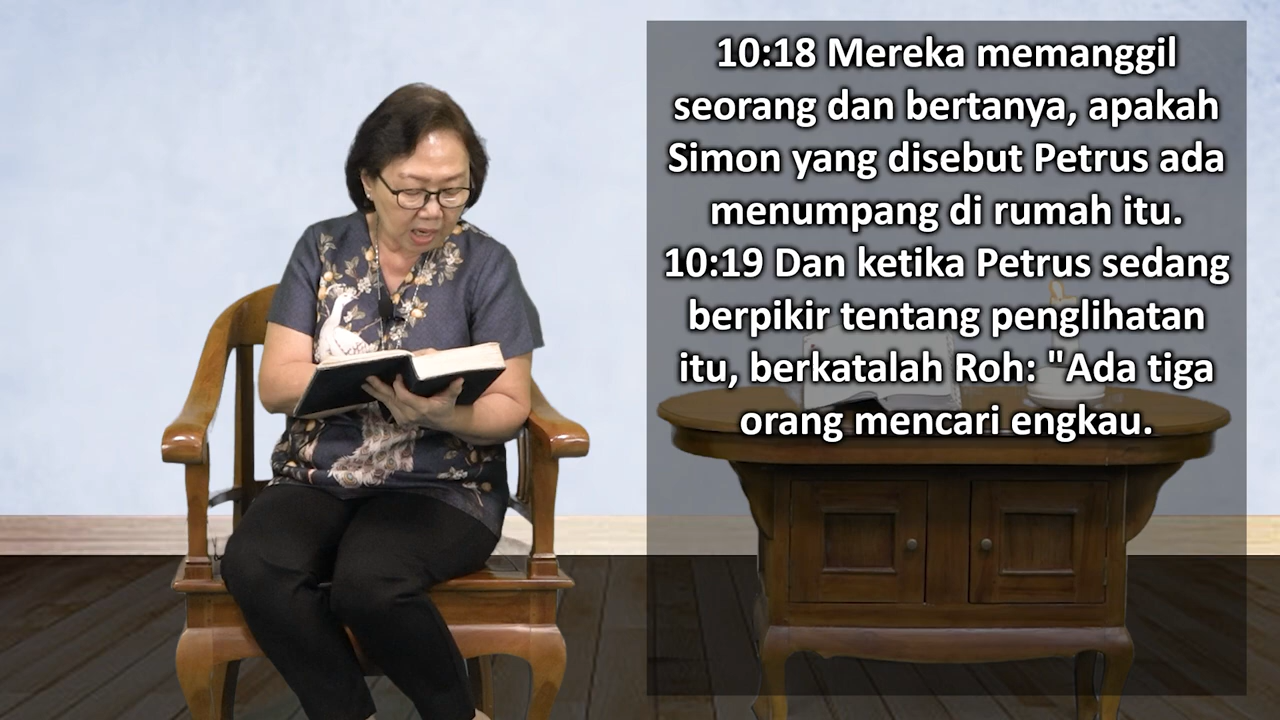 10:18 Mereka memanggil
seorang dan bertanya, apakah
Simon yang disebut Petrus ada
menumpang di rumah itu.
10:19 Dan ketika Petrus sedang
berpikir tentang penglihatan
itu, berkatalah Roh: "Ada tiga
orang mencari engkau.